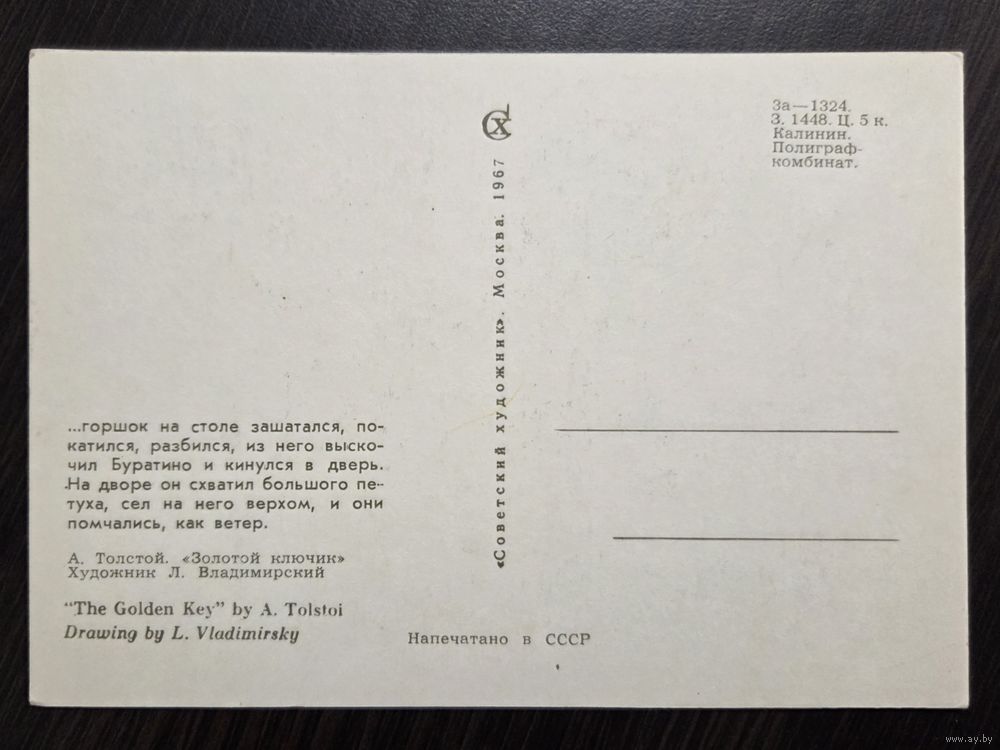 ...горшок на столе зашатался, по-
катился, разбился, из него выско-
чил Буратино и кинулся в дверь.
На дворе он схватил большого пе-
туха, сел на него верхом, и они
помчались, как ветер.
А. Толстой. «Золотой ключик»
Художник Л. Владимирский
"The Golden Key" by A. Tolstoi
Drawing by L. Vladimirsky
Напечатано в СССР
СХ
«Советский художник». Москва. 1967
3а—1324.
З. 1448. Ц. 5 к.
Калинин.
Полиграф-
комбинат.
www.ay.by